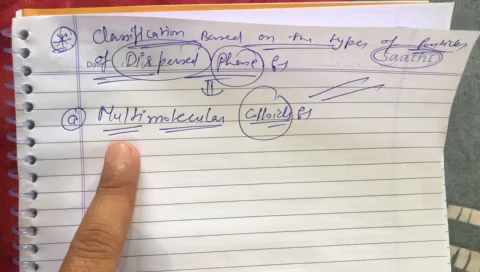 Classification Based on the types of Particles
Saathi
of Dispersed Phase
(a) Multimolecular Colloids